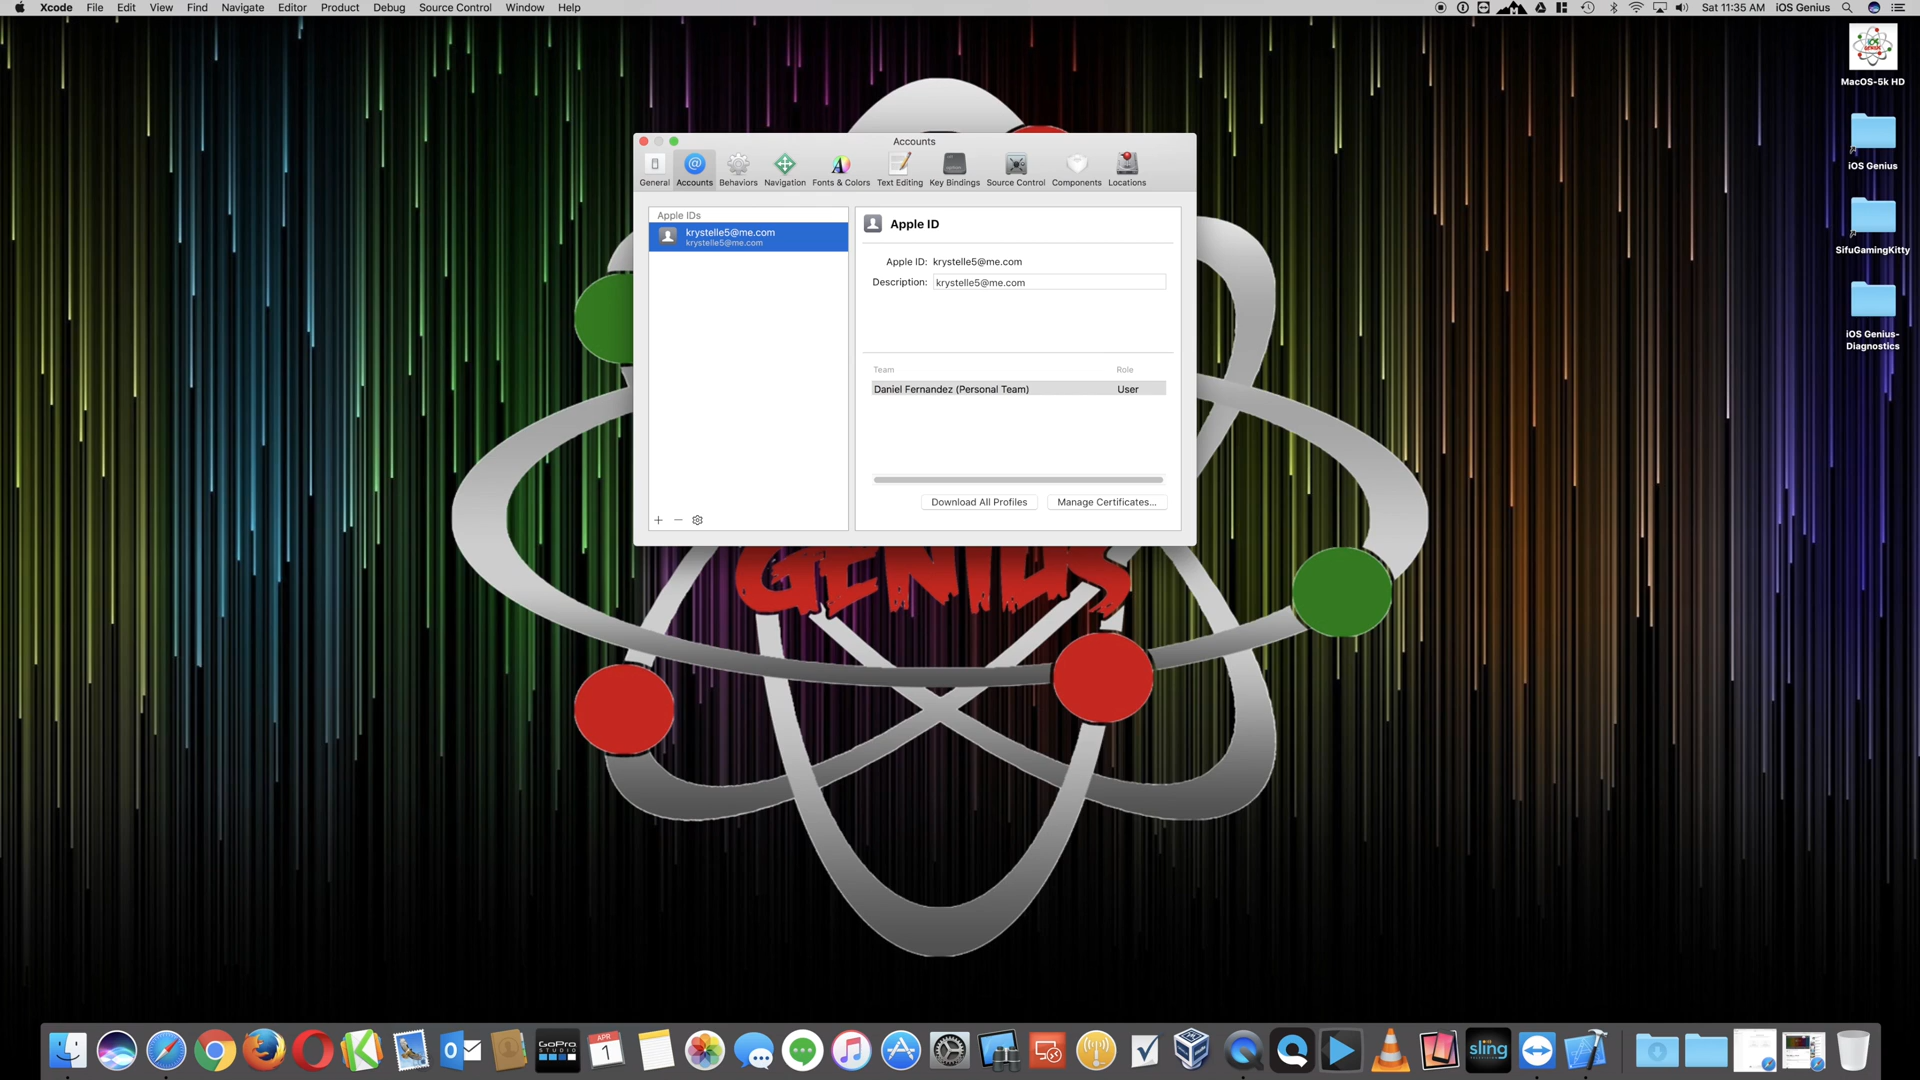 Xcode File Edit View Find Navigate Editor Product Debug Source Control Window Help
Sat 11:35 AM iOS Genius
MacOS-5k HD
iOS Genius
SifuGamingKitty
iOS Genius-
Diagnostics
Accounts
General Accounts Behaviors Navigation Fonts & Colors Text Editing Key Bindings Source Control Components Locations
Apple IDs
krystelle5@me.com
krystelle5@me.com
Apple ID
Apple ID: krystelle5@me.com
Description: krystelle5@me.com
Team Role
Daniel Fernandez (Personal Team) User
Download All Profiles Manage Certificates...
GENIUS
GoPro
STUDIO
APR
1
sling